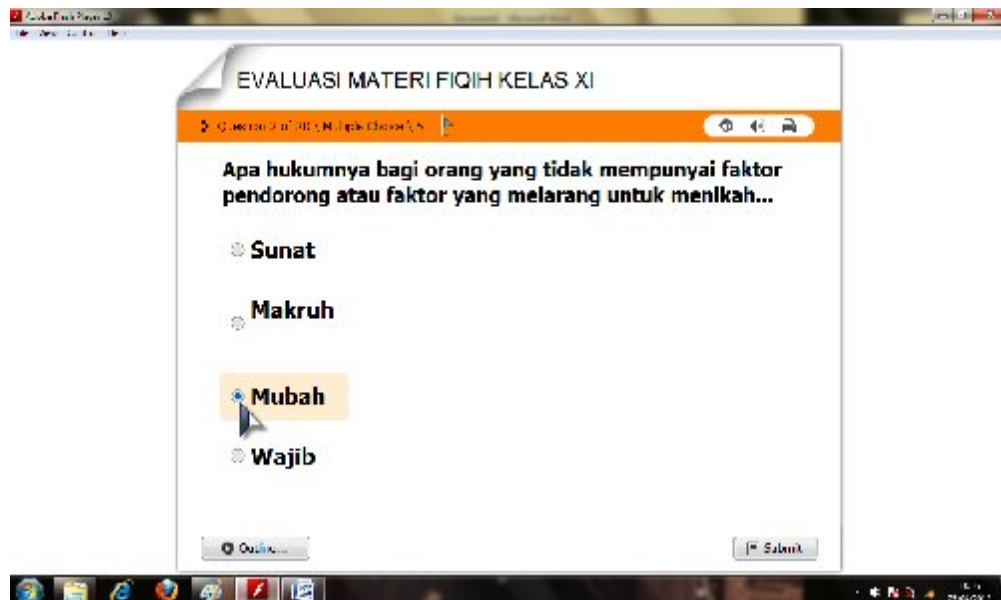 EVALUASI MATERI FIQIH KELAS XI
Apa hukumnya bagi orang yang tidak mempunyai faktor
pendorong atau faktor yang melarang untuk menikah...
Sunat
Makruh
Mubah
Wajib
Outline...
Submit